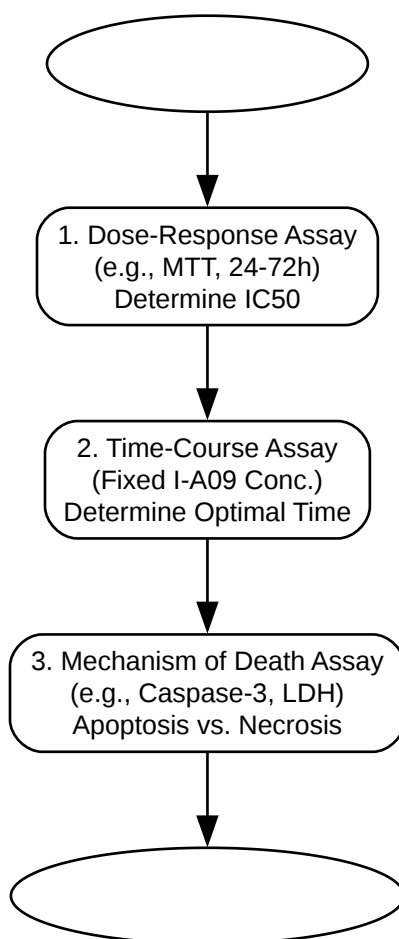 1. Dose-Response Assay
(e.g., MTT, 24-72h)
Determine IC50
2. Time-Course Assay
(Fixed I-A09 Conc.)
Determine Optimal Time
3. Mechanism of Death Assay
(e.g., Caspase-3, LDH)
Apoptosis vs. Necrosis